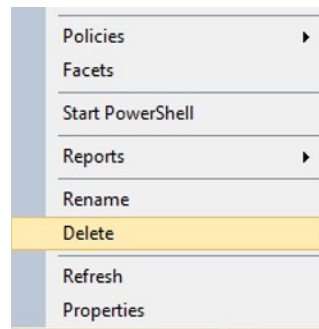 Policies
Facets
Start PowerShell
Reports
Rename
Delete
Refresh
Properties